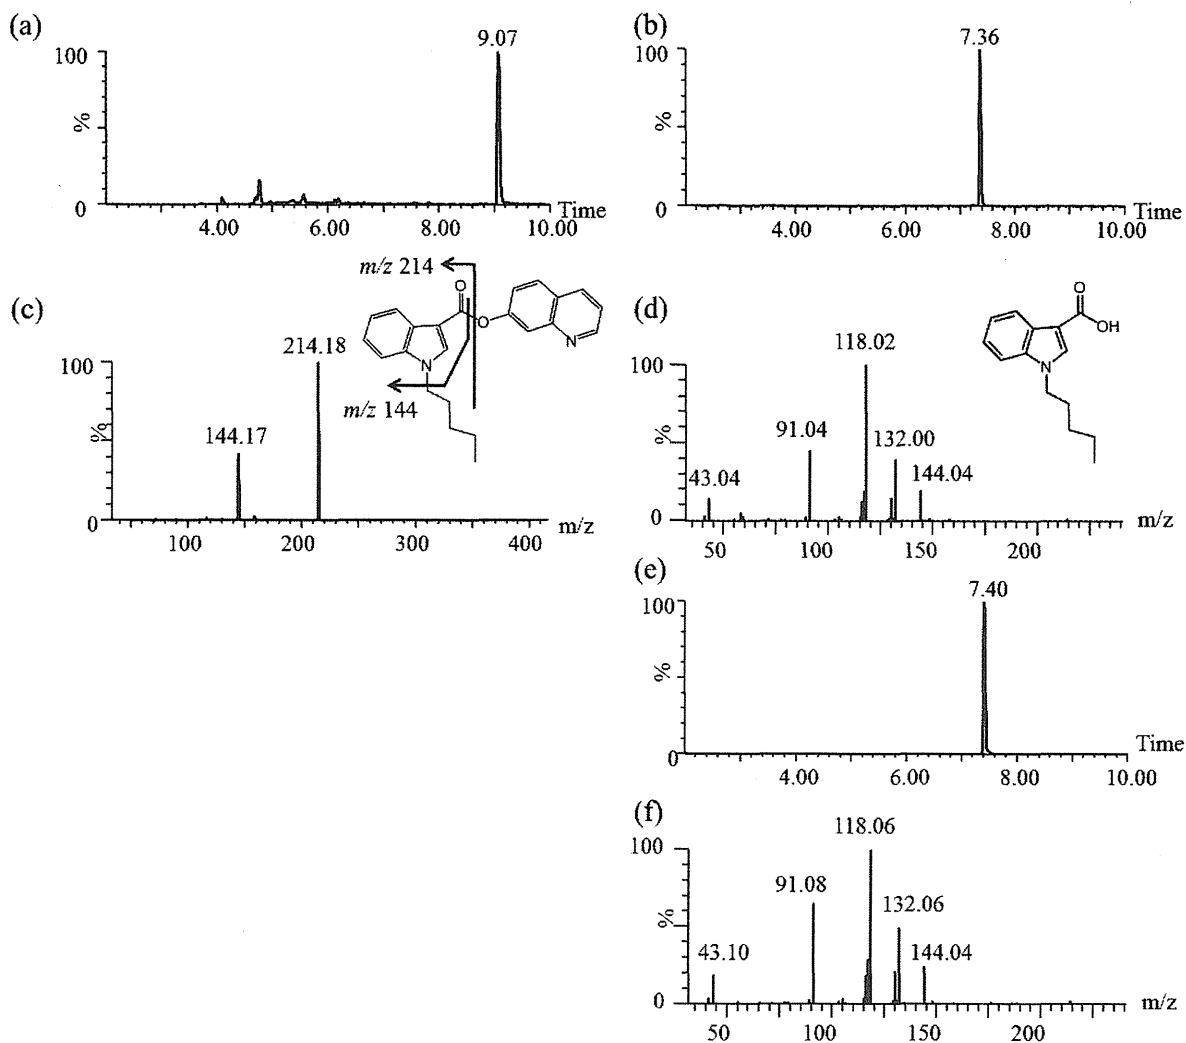 (a)
9.07
100
%
0
4.00 6.00 8.00 10.00
Time
(b)
7.36
100
%
0
4.00 6.00 8.00 10.00
Time
(c)
m/z 214
O
O
N
N
m/z 144
214.18
144.17
100
%
0
100 200 300 400
m/z
(d)
O
OH
N
118.02
91.04
132.00
144.04
43.04
100
%
0
50 100 150 200
m/z
(e)
7.40
100
%
0
4.00 6.00 8.00 10.00
Time
(f)
118.06
91.08
132.06
144.04
43.10
100
%
0
50 100 150 200
m/z